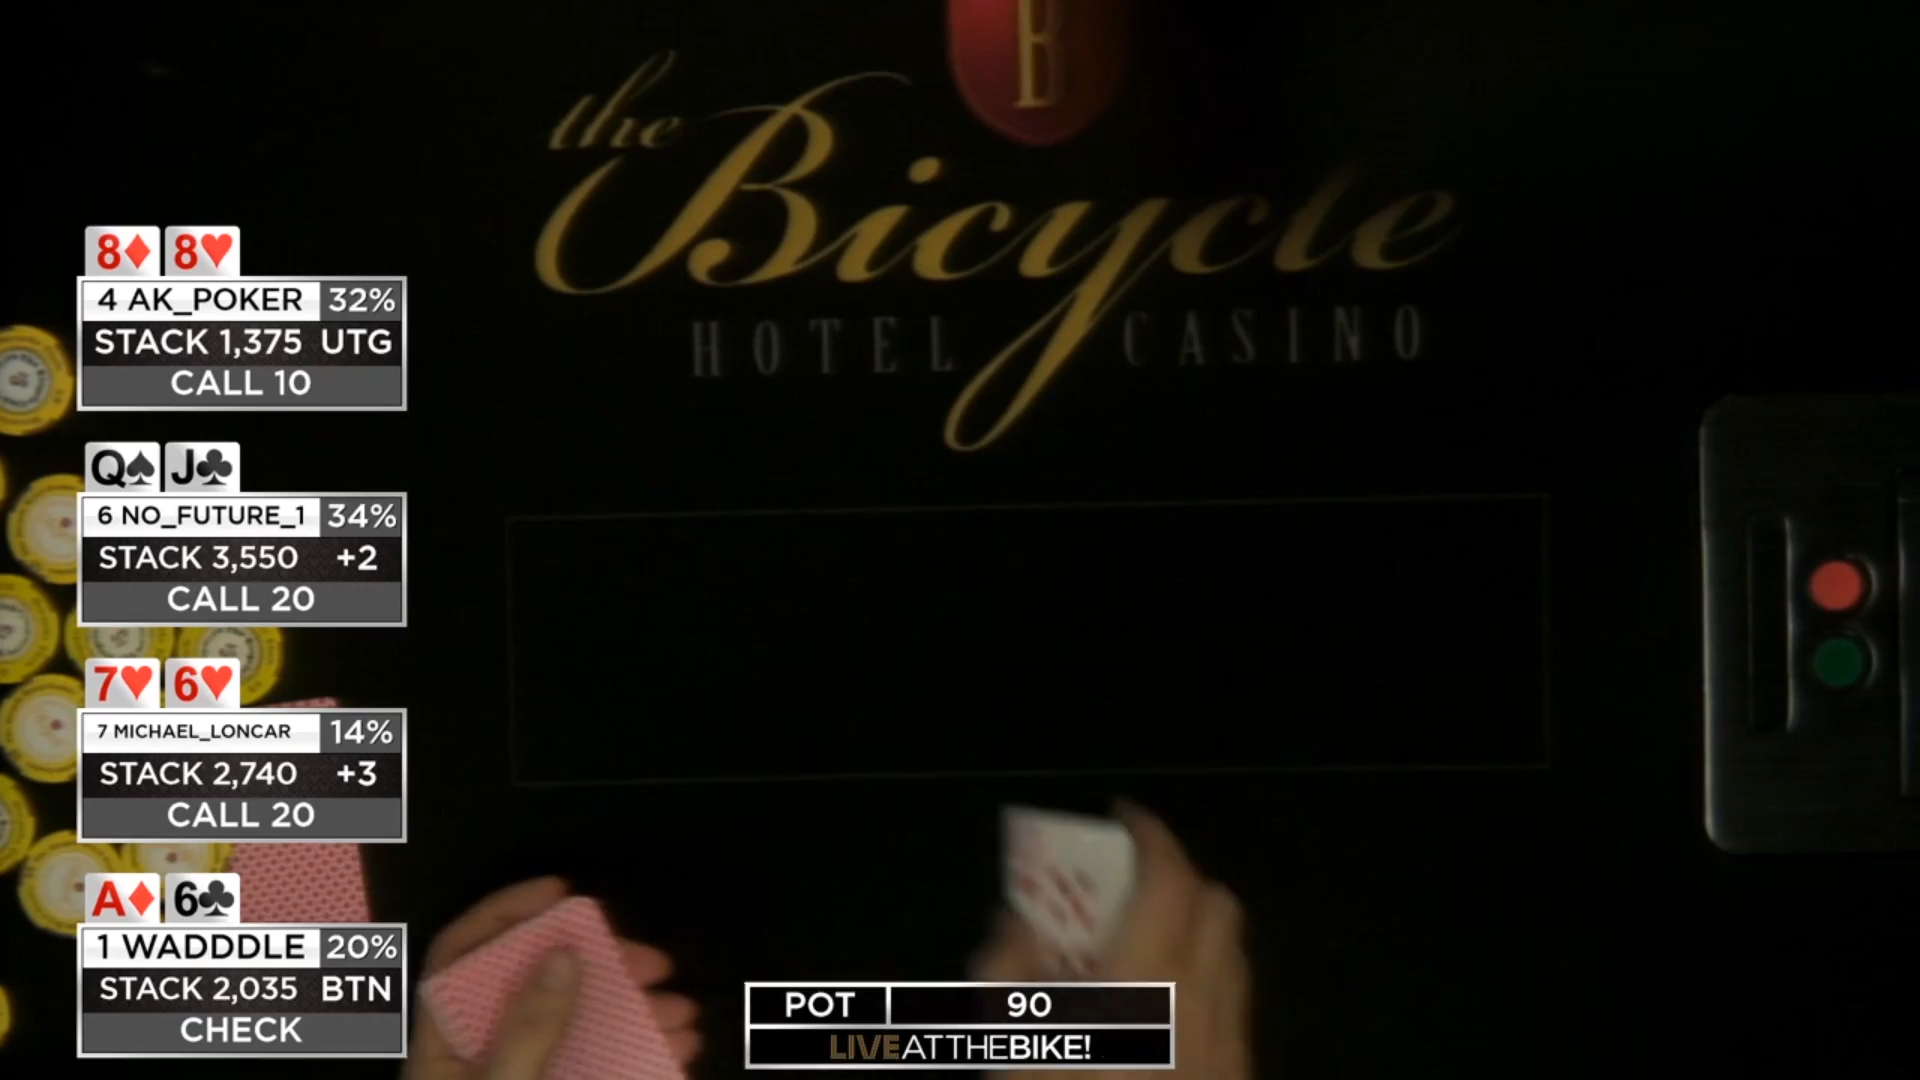 B
the
Bicycle
HOTEL CASINO
8♦ 8♥
4 AK_POKER 32%
STACK 1,375 UTG
CALL 10
Q♠ J♣
6 NO_FUTURE_1 34%
STACK 3,550 +2
CALL 20
7♥ 6♥
7 MICHAEL_LONCAR 14%
STACK 2,740 +3
CALL 20
A♦ 6♣
1 WADDDLE 20%
STACK 2,035 BTN
CHECK
POT 90
LIVEATTHEBIKE!